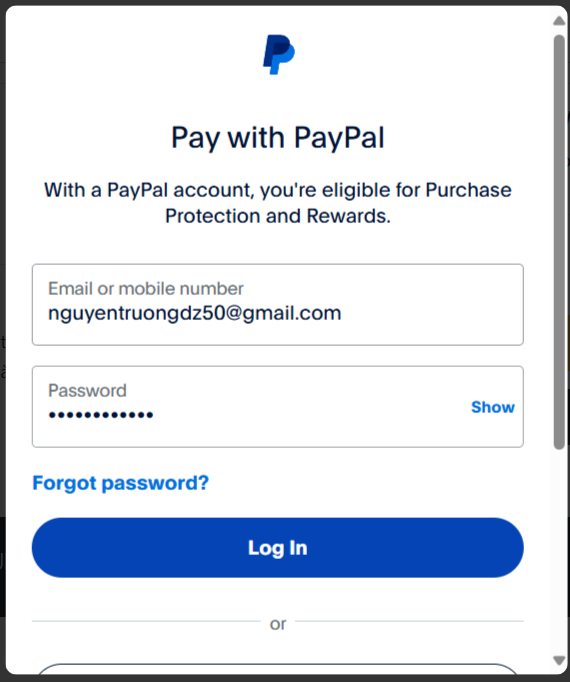 Pay with PayPal
With a PayPal account, you're eligible for Purchase
Protection and Rewards.
Email or mobile number
nguyentruongdz50@gmail.com
Password
••••••••••••
Show
Forgot password?
Log In
or